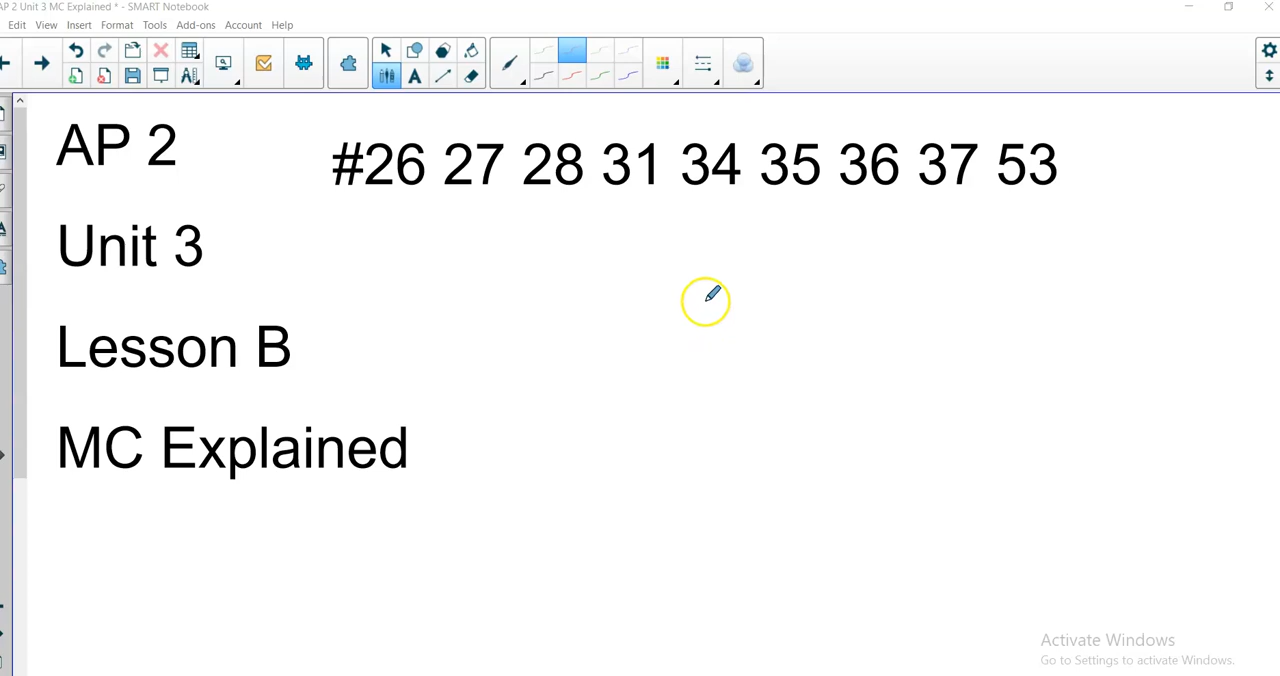 AP 2 Unit 3 MC Explained * - SMART Notebook
Edit View Insert Format Tools Add-ons Account Help
AP 2
#26 27 28 31 34 35 36 37 53
Unit 3
Lesson B
MC Explained
Activate Windows
Go to Settings to activate Windows.